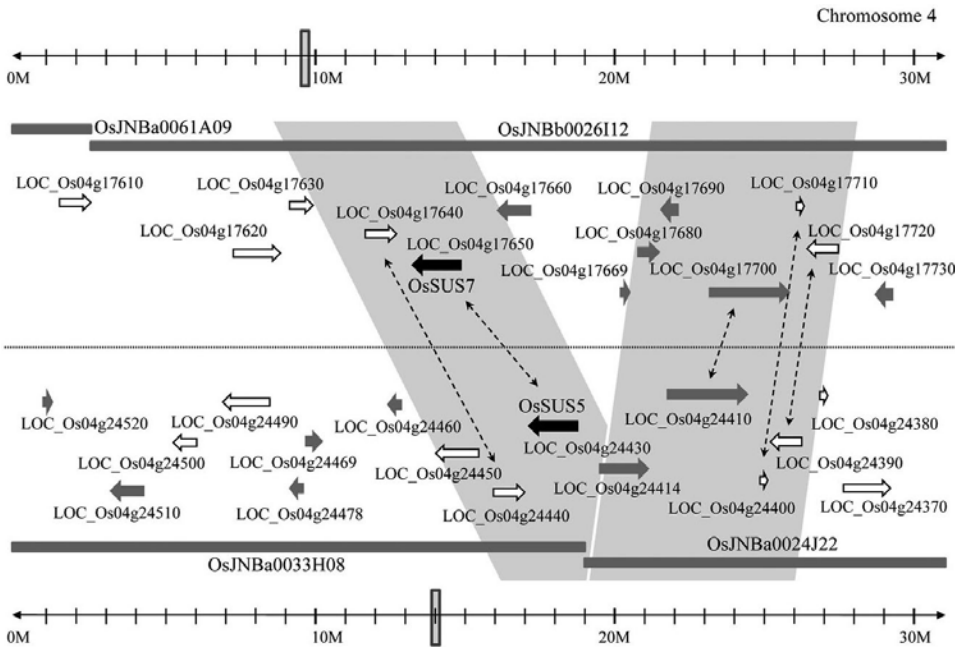 Chromosome 4
0M 10M 20M 30M
OsJNBa0061A09 OsJNBb0026I12
LOC_Os04g17610 LOC_Os04g17630 LOC_Os04g17660 LOC_Os04g17690 LOC_Os04g17710
LOC_Os04g17640
LOC_Os04g17620 LOC_Os04g17650 LOC_Os04g17680 LOC_Os04g17720
LOC_Os04g17669 LOC_Os04g17700 LOC_Os04g17730
OsSUS7
OsSUS5
LOC_Os04g24520 LOC_Os04g24490 LOC_Os04g24460 LOC_Os04g24410 LOC_Os04g24380
LOC_Os04g24430
LOC_Os04g24500 LOC_Os04g24469 LOC_Os04g24450 LOC_Os04g24390
LOC_Os04g24414
LOC_Os04g24510 LOC_Os04g24478 LOC_Os04g24440 LOC_Os04g24400 LOC_Os04g24370
OsJNBa0033H08 OsJNBa0024J22
0M 10M 20M 30M